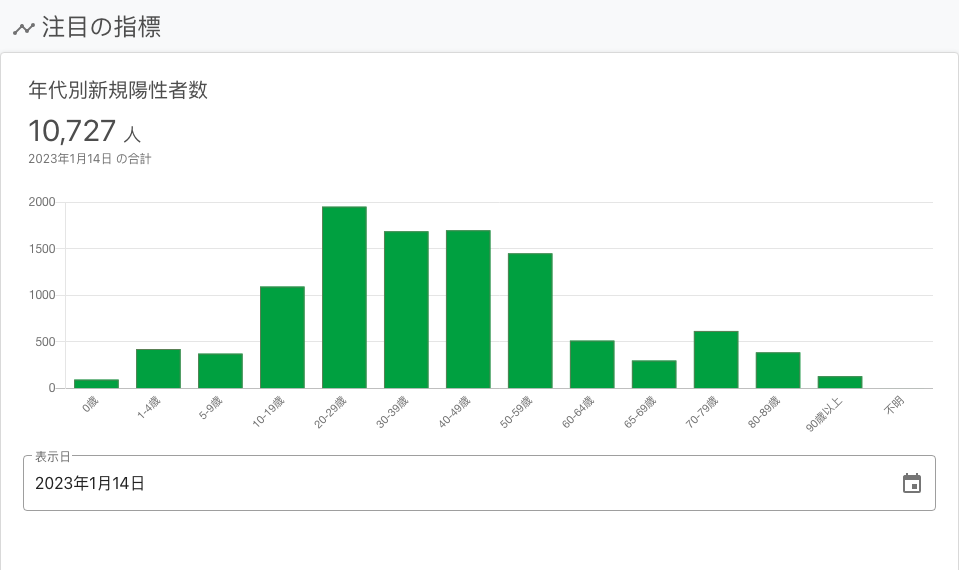 注目の指標
年代別新規陽性者数
10,727 人
2023年1月14日 の合計
2000
1500
1000
500
0
0歳
1-4歳
5-9歳
10-19歳
20-29歳
30-39歳
40-49歳
50-59歳
60-64歳
65-69歳
70-79歳
80-89歳
90歳以上
不明
表示日
2023年1月14日